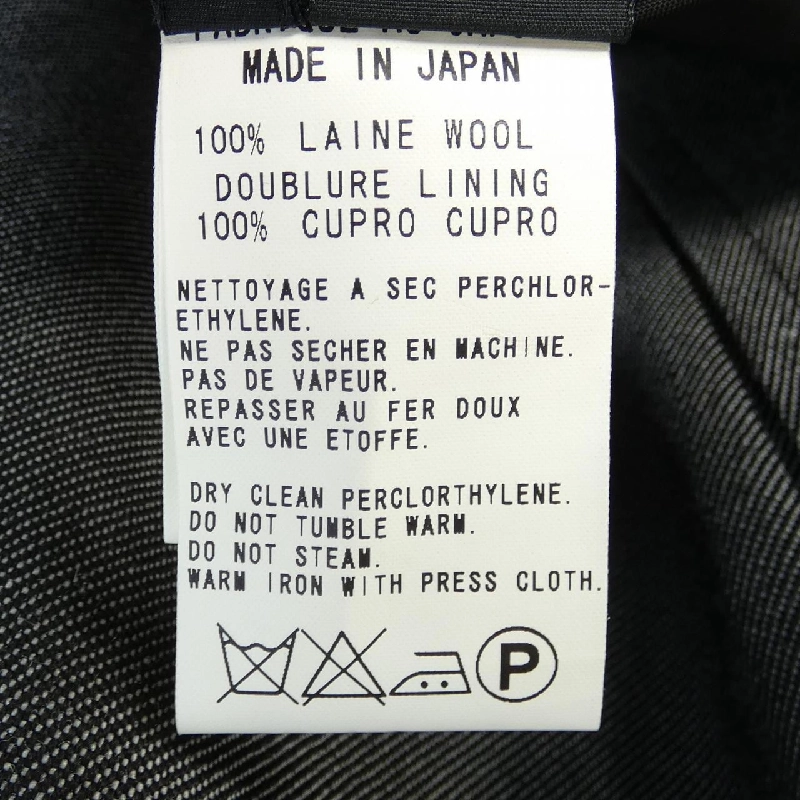 MADE IN JAPAN
100% LAINE WOOL
DOUBLURE LINING
100% CUPRO CUPRO
NETTOYAGE A SEC PERCHLOR-
ETHYLENE.
NE PAS SECHER EN MACHINE.
PAS DE VAPEUR.
REPASSER AU FER DOUX
AVEC UNE ETOFFE.
DRY CLEAN PERCLORTHYLENE.
DO NOT TUMBLE WARM.
DO NOT STEAM.
WARM IRON WITH PRESS CLOTH.
P